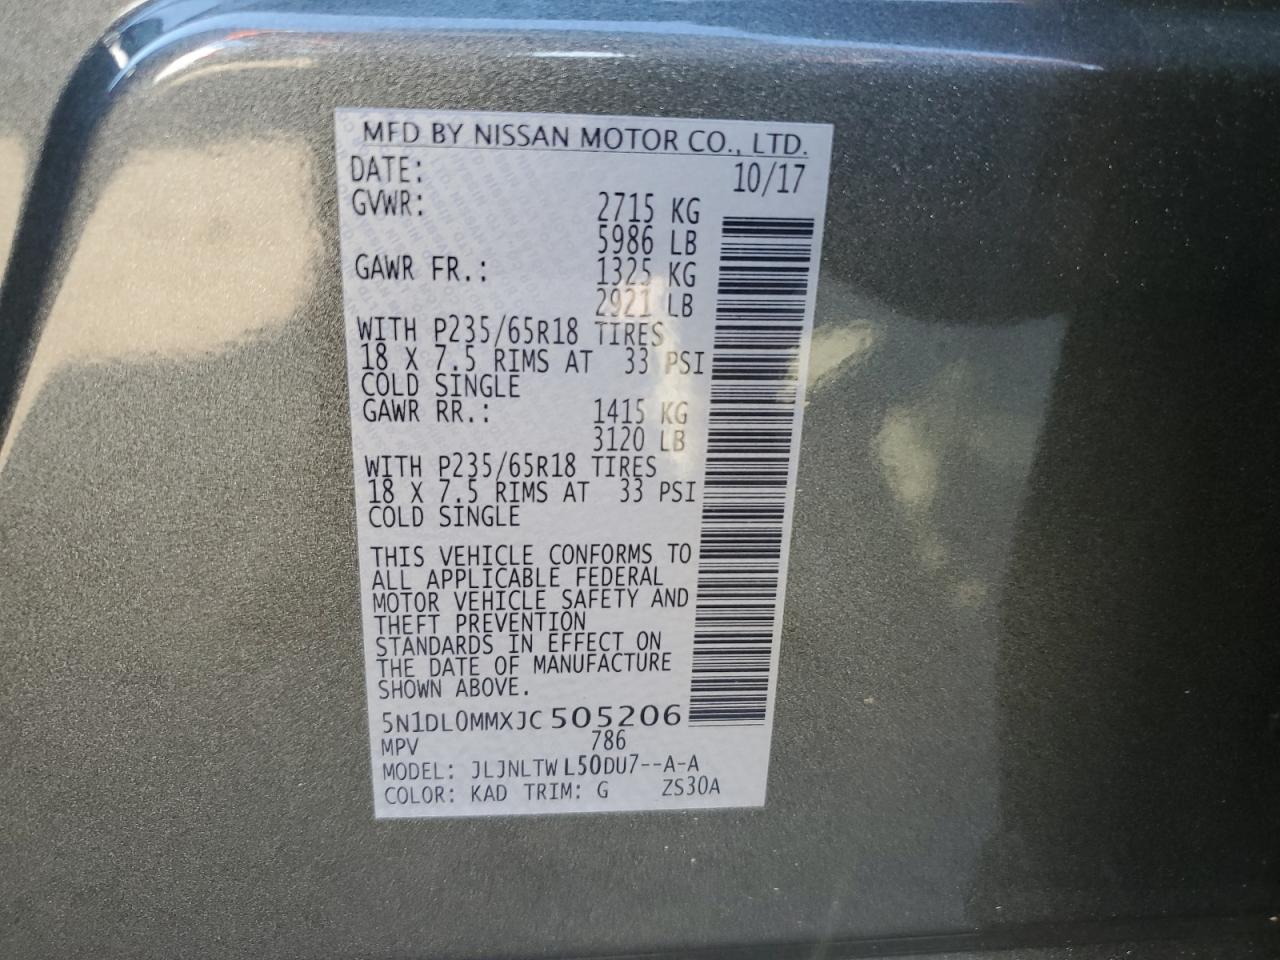 MFD BY NISSAN MOTOR CO., LTD.
DATE: 10/17
GVWR: 2715 KG
5986 LB
GAWR FR.: 1325 KG
2921 LB
WITH P235/65R18 TIRES
18 X 7.5 RIMS AT 33 PSI
COLD SINGLE
GAWR RR.: 1415 KG
3120 LB
WITH P235/65R18 TIRES
18 X 7.5 RIMS AT 33 PSI
COLD SINGLE
THIS VEHICLE CONFORMS TO
ALL APPLICABLE FEDERAL
MOTOR VEHICLE SAFETY AND
THEFT PREVENTION
STANDARDS IN EFFECT ON
THE DATE OF MANUFACTURE
SHOWN ABOVE.
5N1DL0MMXJC505206
MPV 786
MODEL: JLJNLTWL50DU7--A-A
COLOR: KAD TRIM: G ZS30A